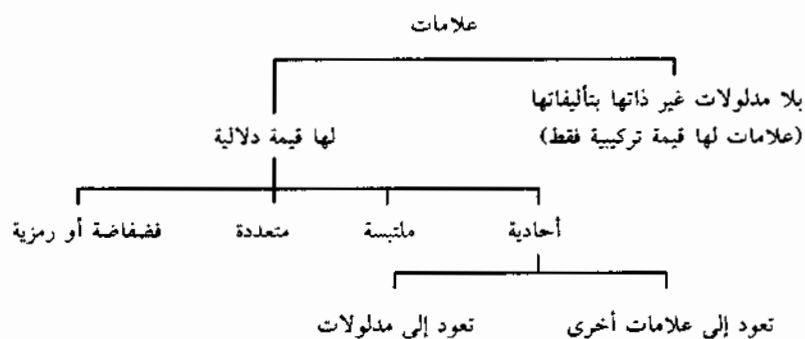 علامات
بلا مدلولات غير ذاتها بتأليفاتها
(علامات لها قيمة تركيبية فقط)
لها قيمة دلالية
أحادية
ملتبسة
متعددة
فضفاضة أو رمزية
تعود إلى علامات أخرى
تعود إلى مدلولات